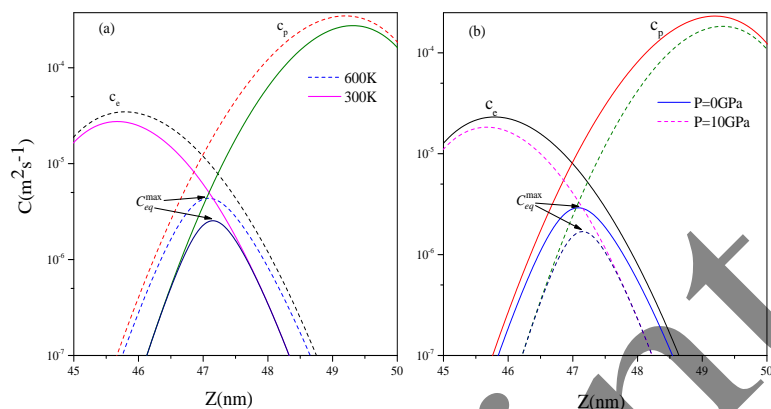 (a)
c_p
c_e
600K
300K
C_eq^max
10^-4
10^-5
10^-6
10^-7
C(m^2s^-1)
45 46 47 48 49 50
Z(nm)
(b)
c_p
c_e
P=0GPa
P=10GPa
C_eq^max
10^-4
10^-5
10^-6
10^-7
45 46 47 48 49 50
Z(nm)